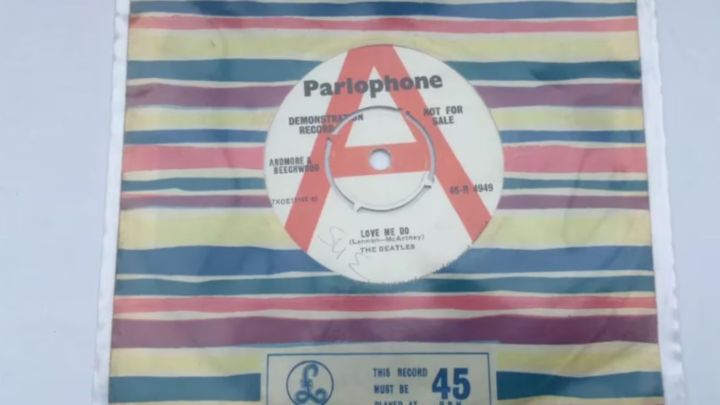 Parlophone
A
DEMONSTRATION
RECORD
NOT FOR
SALE
ARDMORE &
BEECHWOOD
45-R 4949
LOVE ME DO
(Lennon—McArtney)
THE BEATLES
£
THIS RECORD
MUST BE
PLAYED AT
45
R.P.M.